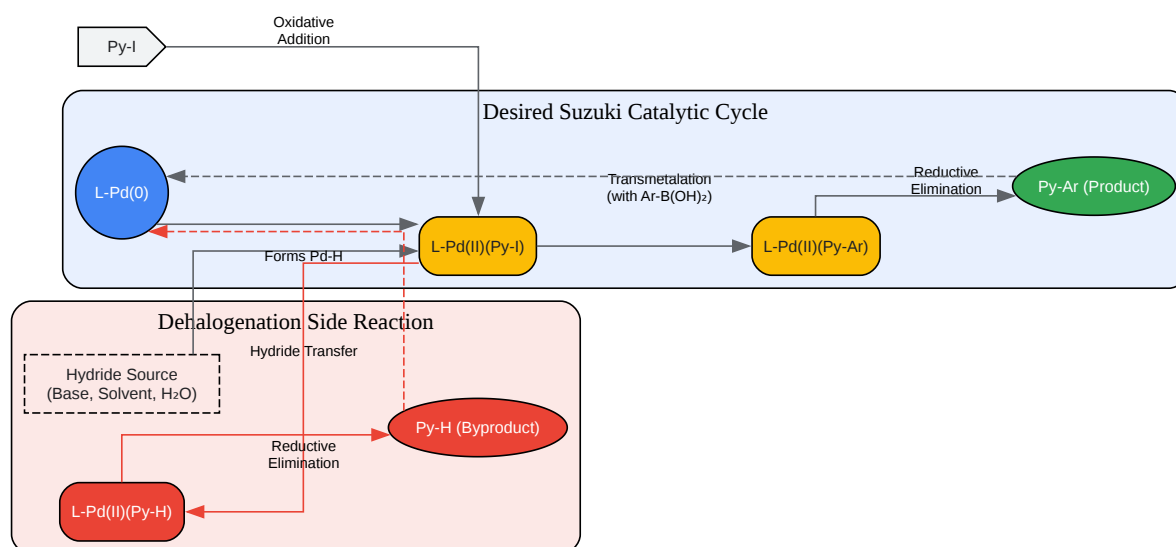 Oxidative
Addition
Py-I
Desired Suzuki Catalytic Cycle
L-Pd(0)
Transmetalation
(with Ar-B(OH)₂)
Reductive
Elimination
Py-Ar (Product)
L-Pd(II)(Py-I)
L-Pd(II)(Py-Ar)
Forms Pd-H
Dehalogenation Side Reaction
Hydride Transfer
Hydride Source
(Base, Solvent, H₂O)
Py-H (Byproduct)
Reductive
Elimination
L-Pd(II)(Py-H)